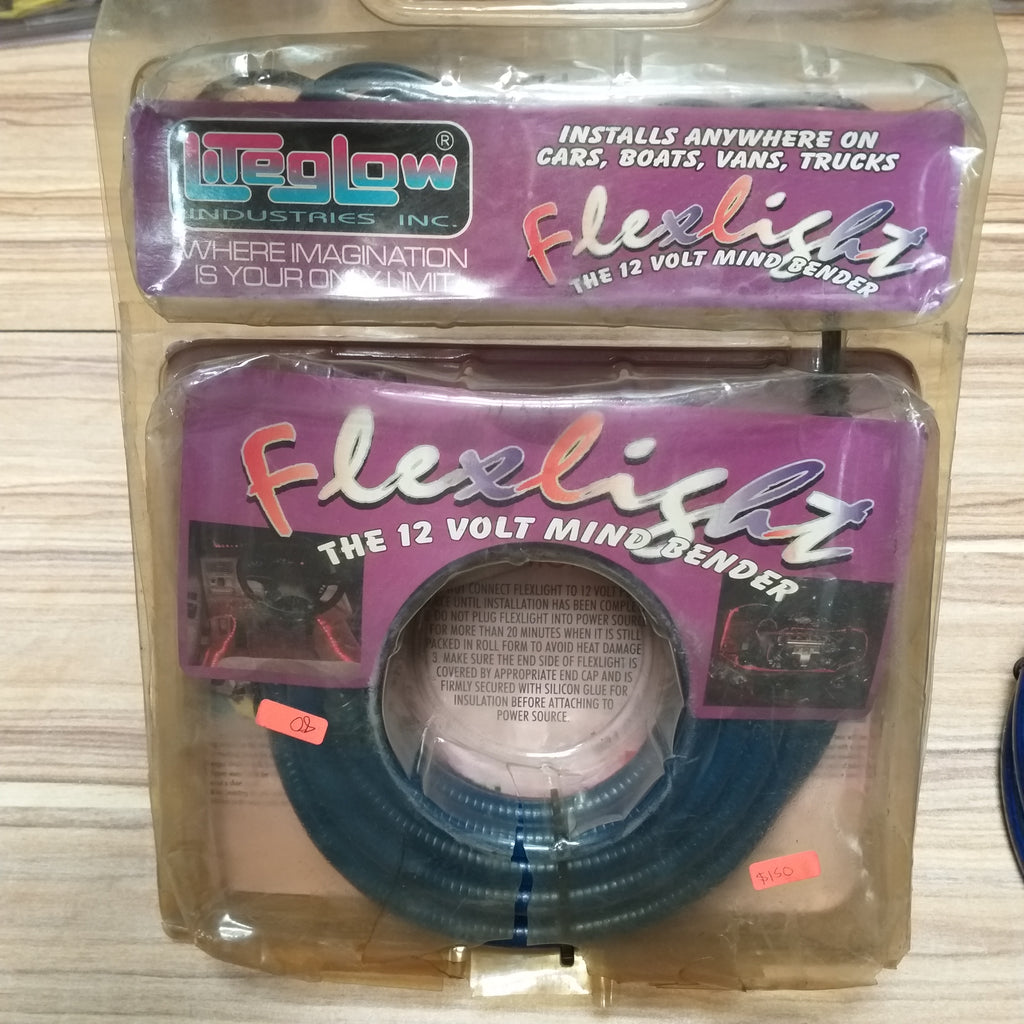 LiTegLow®
INDUSTRIES INC.
WHERE IMAGINATION
IS YOUR ONLY LIMIT
INSTALLS ANYWHERE ON
CARS, BOATS, VANS, TRUCKS
Flexlight
THE 12 VOLT MIND BENDER
Flexlight
THE 12 VOLT MIND BENDER
CONNECT FLEXLIGHT TO 12 VOLT
UNTIL INSTALLATION HAS BEEN
DO NOT PLUG FLEXLIGHT INTO POWER
FOR MORE THAN 20 MINUTES WHEN IT IS STILL
PACKED IN ROLL FORM TO AVOID HEAT DAMAGE
3. MAKE SURE THE END SIDE OF FLEXLIGHT IS
COVERED BY APPROPRIATE END CAP AND IS
FIRMLY SECURED WITH SILICON GLUE FOR
INSULATION BEFORE ATTACHING TO
POWER SOURCE.
$150